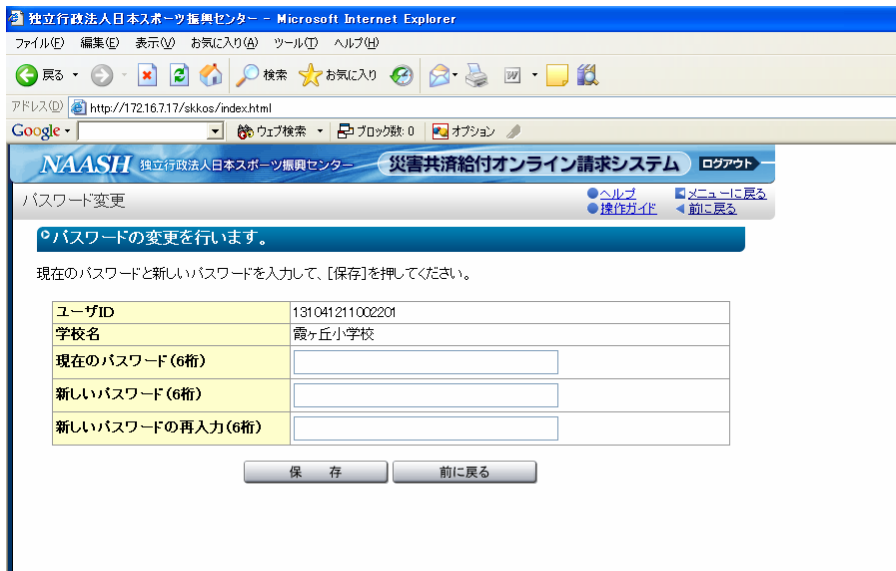 独立行政法人日本スポーツ振興センター - Microsoft Internet Explorer
ファイル(F) 編集(E) 表示(V) お気に入り(A) ツール(T) ヘルプ(H)
戻る 検索 お気に入り
アドレス(D) http://172.16.7.17/skkos/index.html
Google ウェブ検索 ブロック数: 0 オプション
NAASH 独立行政法人日本スポーツ振興センター 災害共済給付オンライン請求システム ログアウト
パスワード変更 ヘルプ メニューに戻る
操作ガイド 前に戻る
パスワードの変更を行います。
現在のパスワードと新しいパスワードを入力して、[保存]を押してください。
ユーザID 131041211002201
学校名 霞ヶ丘小学校
現在のパスワード(6桁)
新しいパスワード(6桁)
新しいパスワードの再入力(6桁)
保 存 前に戻る